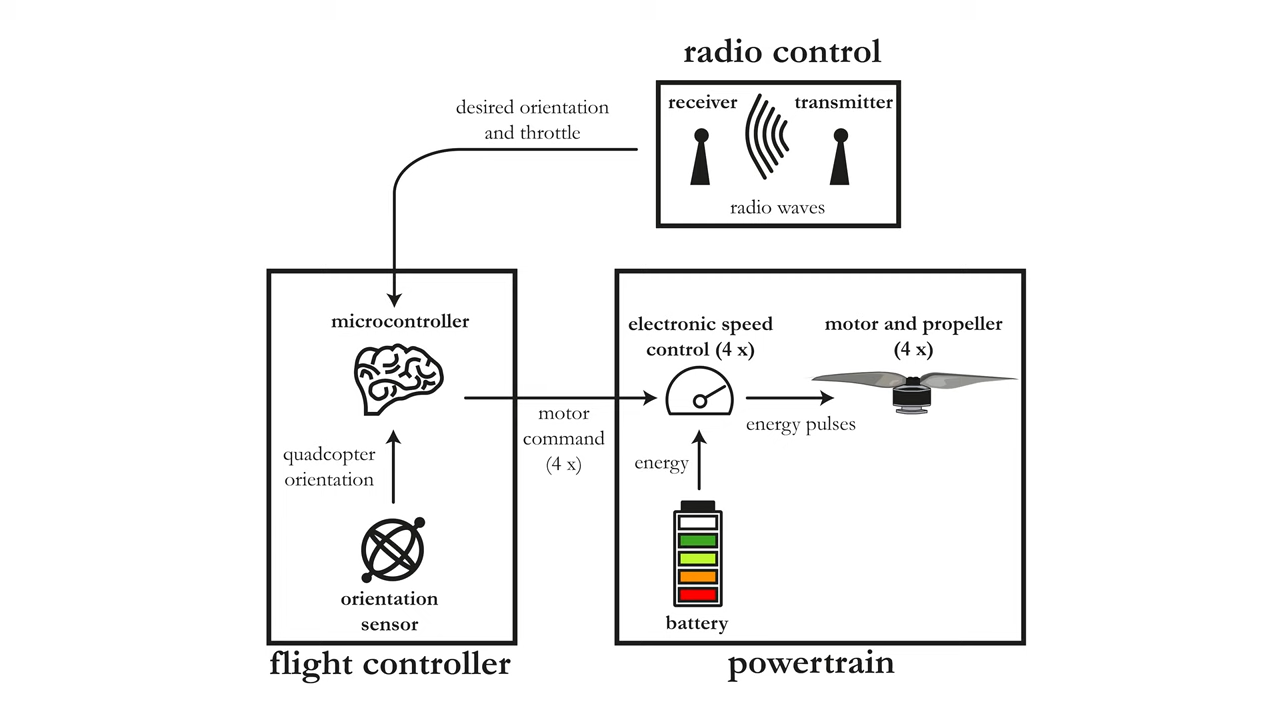 radio control
receiver
transmitter
radio waves
desired orientation
and throttle
microcontroller
quadcopter
orientation
orientation
sensor
flight controller
motor
command
(4 x)
electronic speed
control (4 x)
motor and propeller
(4 x)
energy pulses
energy
battery
powertrain